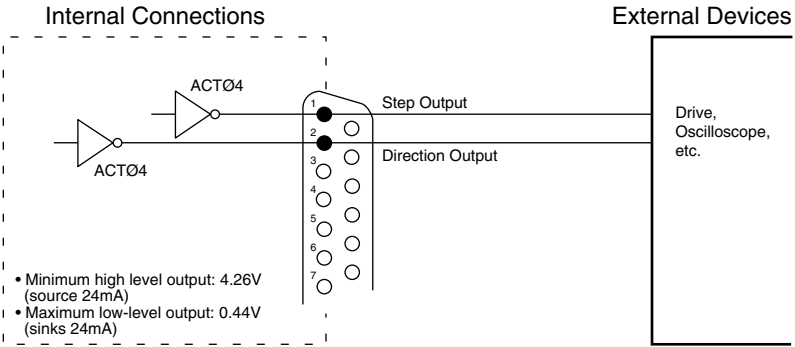 Internal Connections
External Devices
ACTØ4
ACTØ4
1
Step Output
2
Direction Output
3
4
5
6
7
Drive,
Oscilloscope,
etc.
• Minimum high level output: 4.26V
(source 24mA)
• Maximum low-level output: 0.44V
(sinks 24mA)